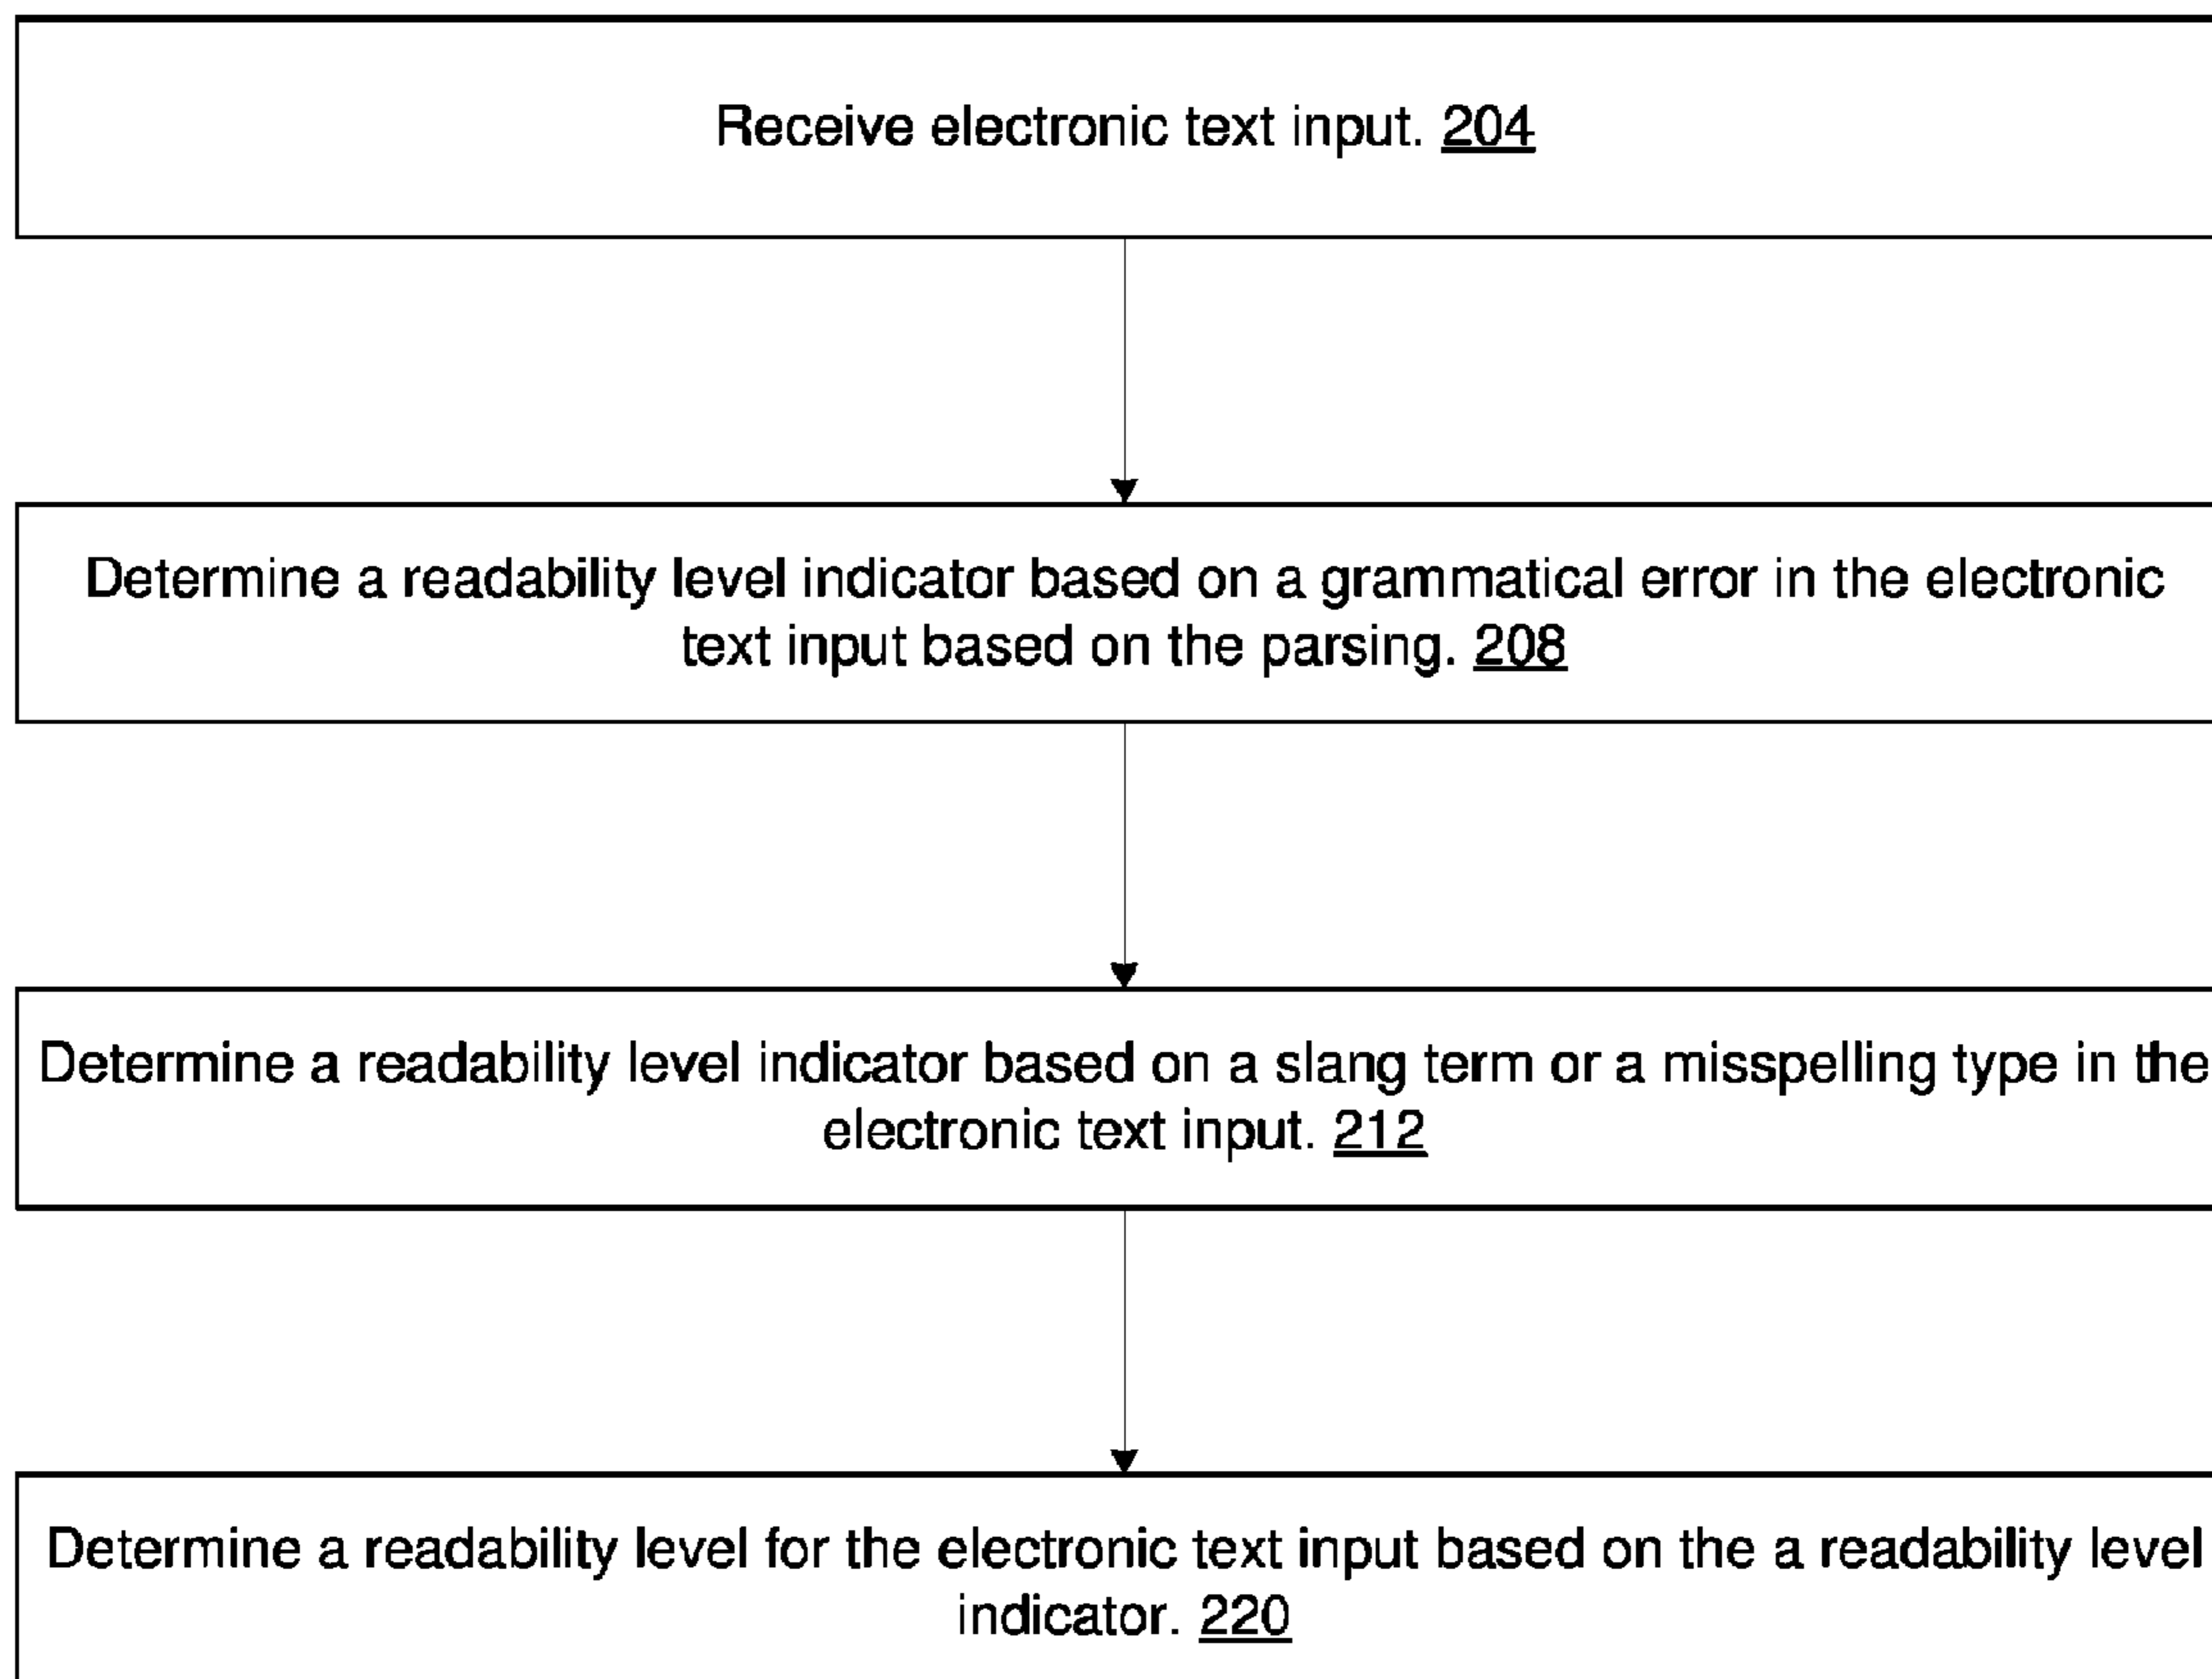 Receive electronic text input. 204
Determine a readability level indicator based on a grammatical error in the electronic
text input based on the parsing. 208
Determine a readability level indicator based on a slang term or a misspelling type in the
electronic text input. 212
Determine a readability level for the electronic text input based on the a readability level
indicator. 220